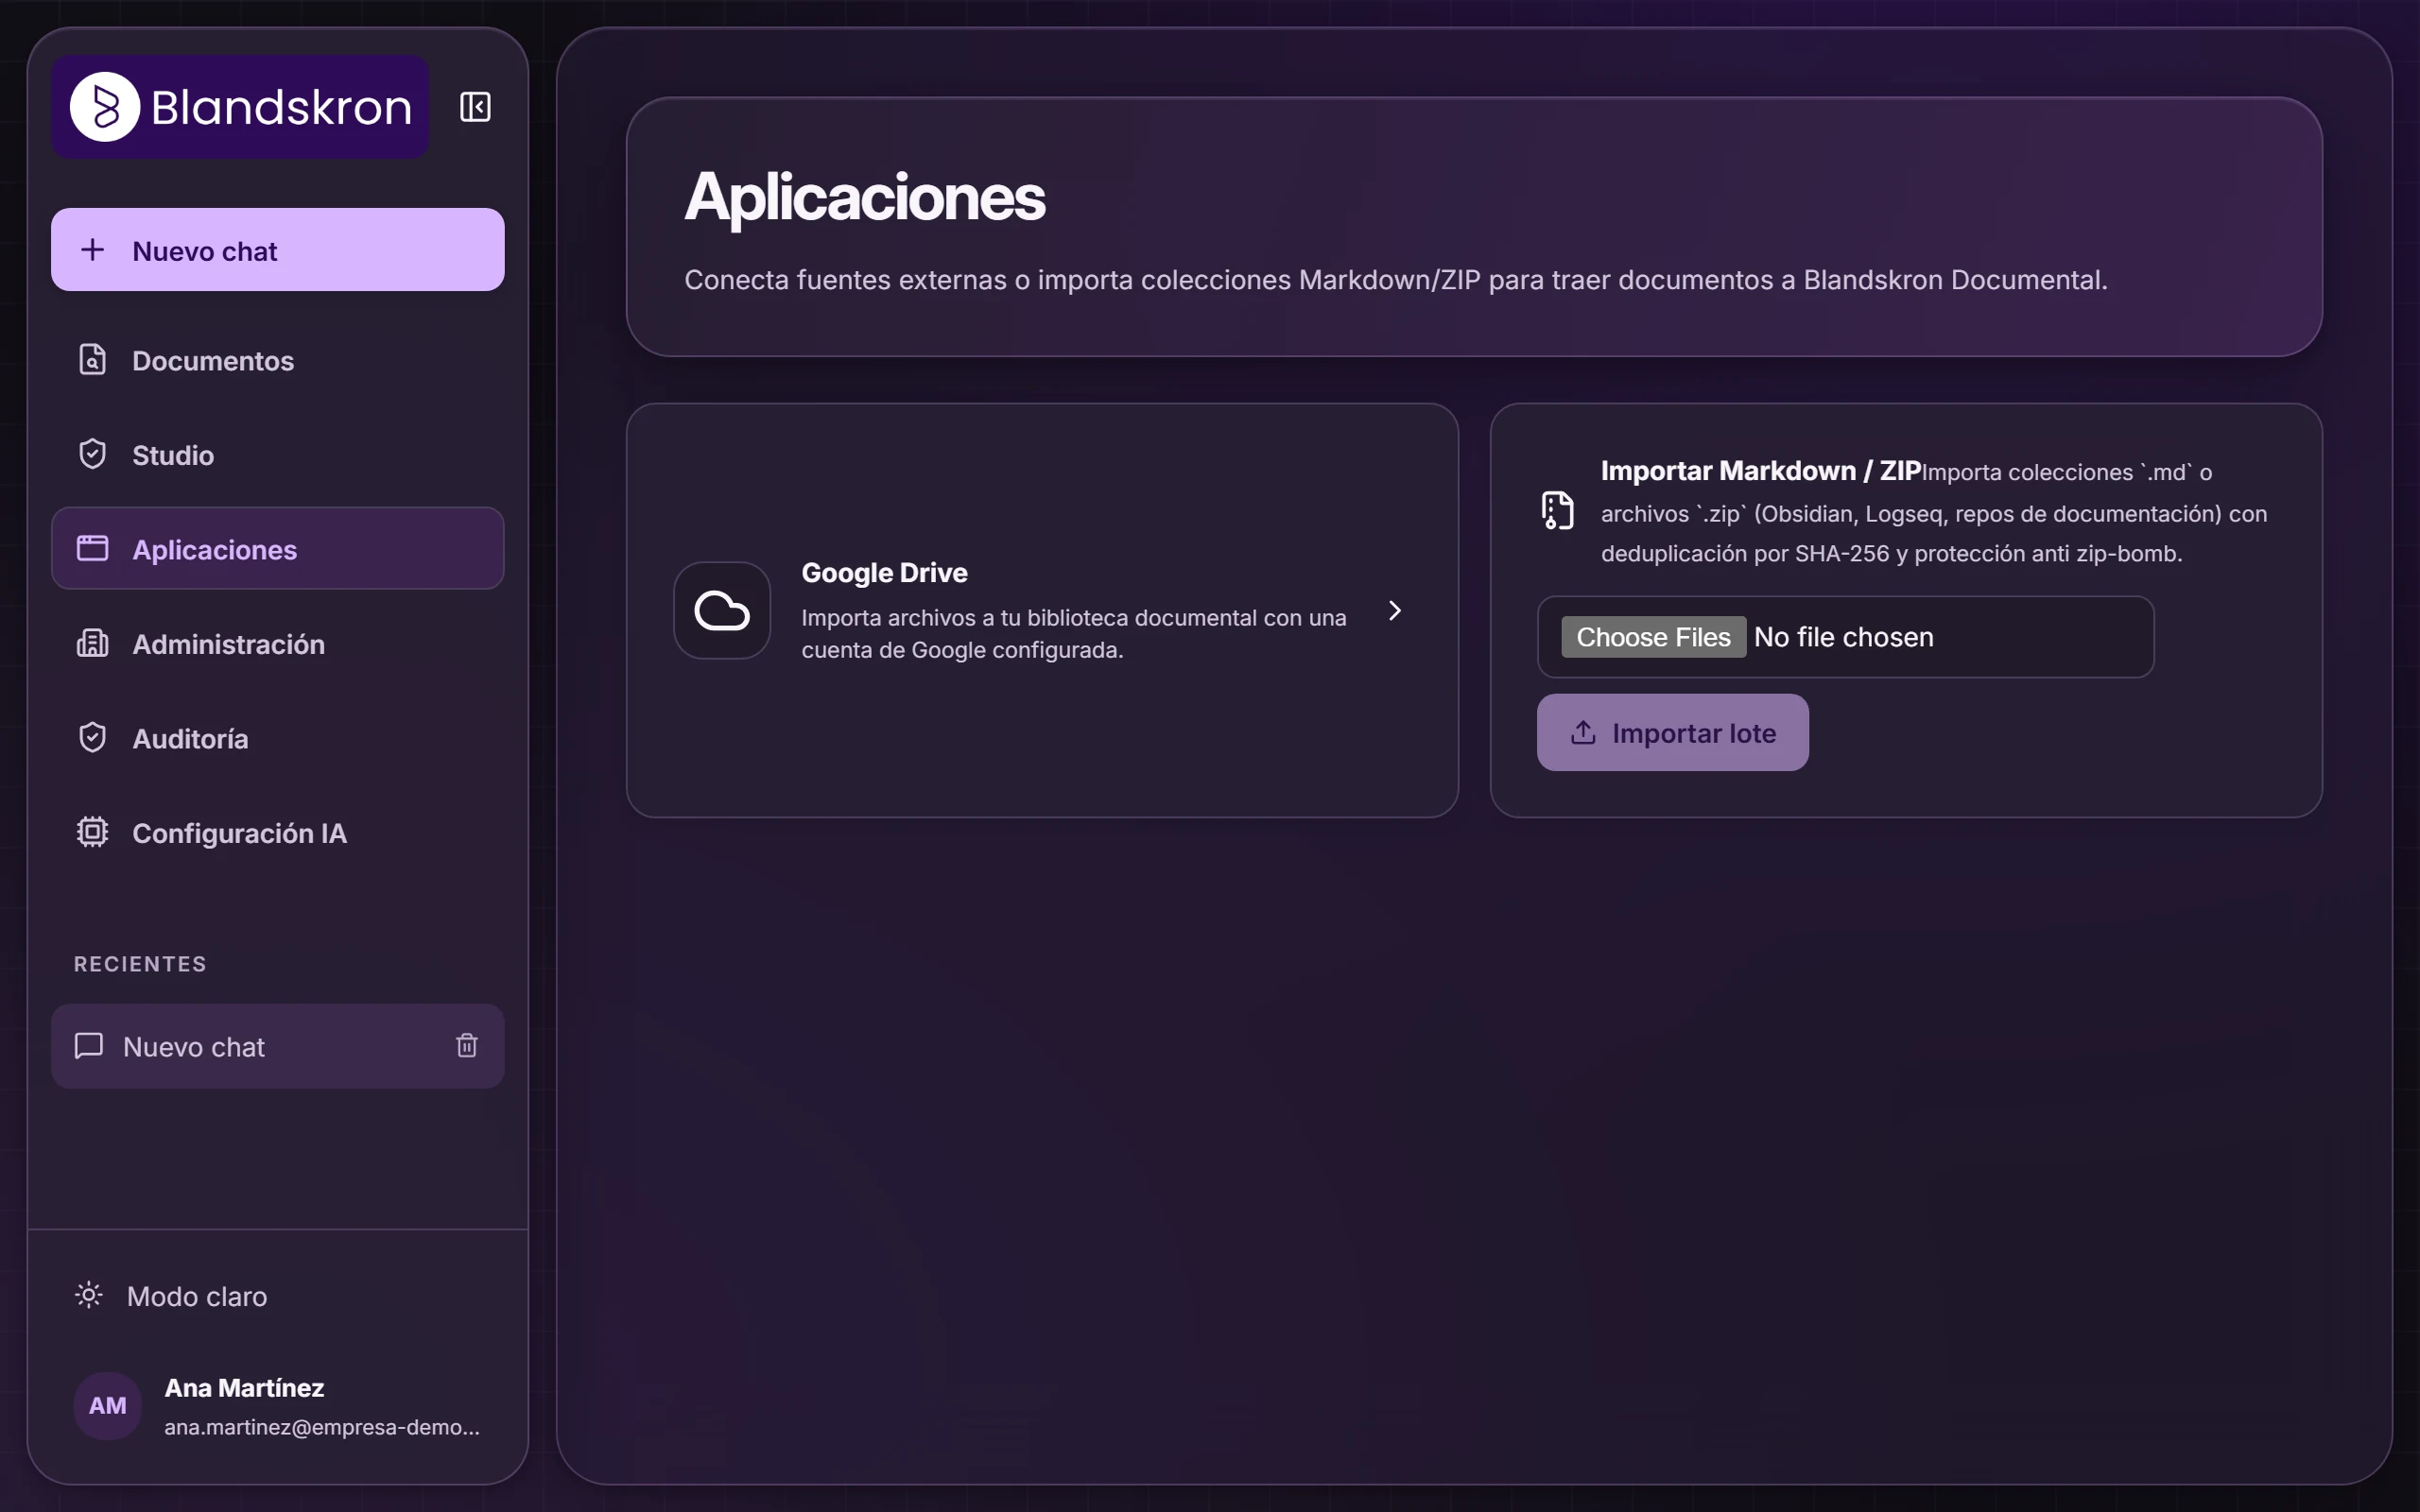 Blandskron
Nuevo chat
Documentos
Studio
Aplicaciones
Administración
Auditoría
Configuración IA
RECIENTES
Nuevo chat
Modo claro
AM
Ana Martínez
ana.martinez@empresa-demo...
Aplicaciones
Conecta fuentes externas o importa colecciones Markdown/ZIP para traer documentos a Blandskron Documental.
Google Drive
Importa archivos a tu biblioteca documental con una
cuenta de Google configurada.
Importar Markdown / ZIPImporta colecciones `.md` o
archivos `.zip` (Obsidian, Logseq, repos de documentación) con
deduplicación por SHA-256 y protección anti zip-bomb.
Choose Files No file chosen
Importar lote